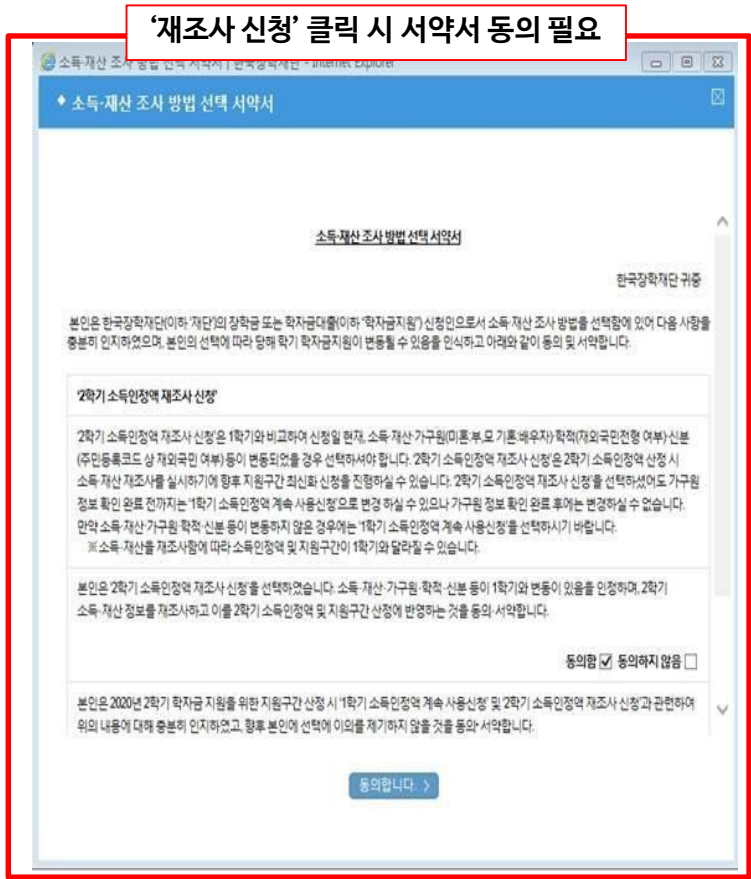 ‘재조사 신청’ 클릭 시 서약서 동의 필요
소득·재산 조사 방법 선택 서약서 | 한국장학재단 - Internet Explorer
소득·재산 조사 방법 선택 서약서
소득·재산 조사 방법 선택 서약서
한국장학재단 귀중
본인은 한국장학재단(이하 '재단')의 장학금 또는 학자금대출(이하 “학자금지원”) 신청인으로서 소득·재산 조사 방법을 선택함에 있어 다음 사항을
충분히 인지하였으며, 본인의 선택에 따라 당해 학기 학자금지원이 변동될 수 있음을 인식하고 아래와 같이 동의 및 서약합니다.
'2학기 소득인정액 재조사 신청'
'2학기 소득인정액 재조사 신청'은 1학기와 비교하여 신청일 현재, 소득·재산·가구원(미혼:부,모 기혼:배우자)·학적(재외국민전형 여부)·신분
(주민등록코드 상 재외국민 여부) 등이 변동되었을 경우 선택하셔야 합니다. '2학기 소득인정액 재조사 신청'은 2학기 소득인정액 산정 시
소득·재산 재조사를 실시하기에 향후 지원구간 최신화 신청을 진행하실 수 있습니다. '2학기 소득인정액 재조사 신청'을 선택하셨어도 가구원
정보 확인 완료 전까지는 '1학기 소득인정액 계속 사용신청'으로 변경 하실 수 있으나 가구원 정보 확인 완료 후에는 변경하실 수 없습니다.
만약 소득·재산·가구원·학적·신분 등이 변동하지 않은 경우에는 '1학기 소득인정액 계속 사용신청'을 선택하시기 바랍니다.
※ 소득·재산을 재조사함에 따라 소득인정액 및 지원구간이 1학기와 달라질 수 있습니다.
본인은 '2학기 소득인정액 재조사 신청'을 선택하였습니다. 소득·재산·가구원·학적·신분 등이 1학기와 변동이 있음을 인정하며, 2학기
소득·재산 정보를 재조사하고 이를 2학기 소득인정액 및 지원구간 산정에 반영하는 것을 동의·서약합니다.
동의함 ☑ 동의하지 않음 ☐
본인은 2020년 2학기 학자금 지원을 위한 지원구간 산정 시 '1학기 소득인정액 계속 사용신청' 및 '2학기 소득인정액 재조사 신청'과 관련하여
위의 내용에 대해 충분히 인지하였고, 향후 본인에 선택에 이의를 제기하지 않을 것을 동의·서약합니다.
동의합니다. >